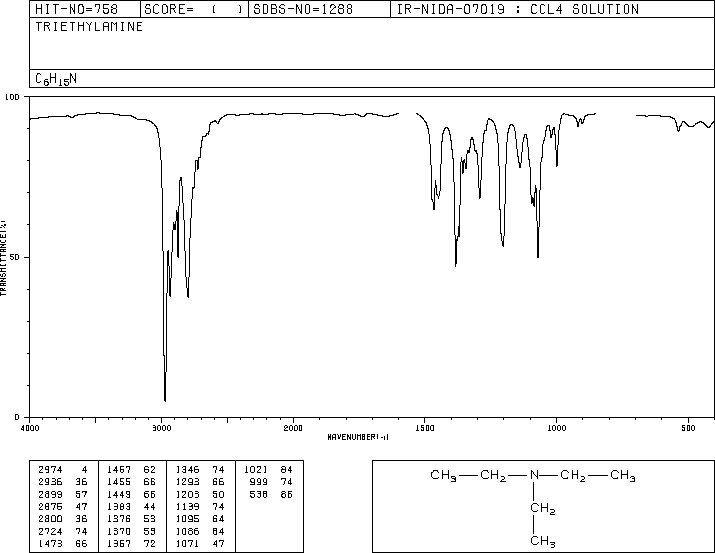 HIT-NO=758 SCORE= ( ) SDBS-NO=1288 IR-NIDA-07019 : CCL4 SOLUTION
TRIETHYLAMINE
C6H15N
100
50
0
TRANSMITTANCE(%)
4000 3000 2000 1500 1000 500
WAVENUMBER(-1)
2974 4 1467 62 1346 74 1021 84
2936 36 1455 66 1293 66 999 74
2899 57 1449 66 1203 50 538 86
2875 47 1383 44 1139 74
2800 36 1376 53 1095 64
2724 74 1370 59 1086 64
1473 66 1357 72 1071 47
CH3 CH2 N CH2 CH3
CH2
CH3